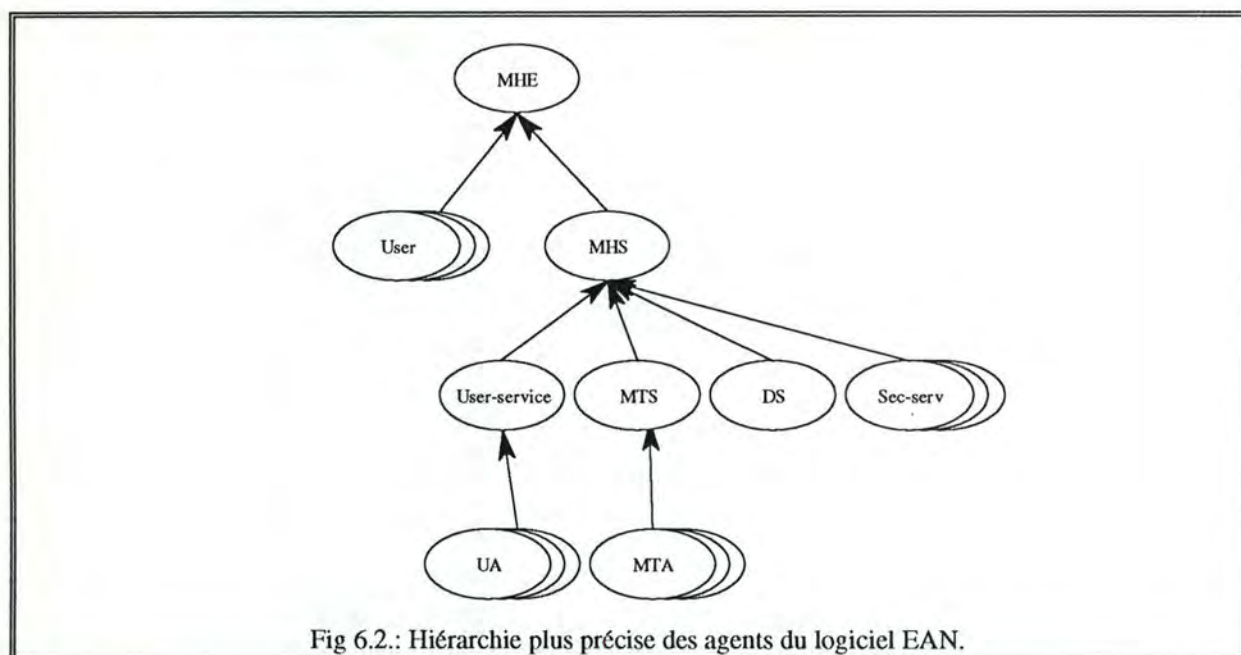 MHE
User
MHS
User-service
MTS
DS
Sec-serv
UA
MTA
Fig 6.2.: Hiérarchie plus précise des agents du logiciel EAN.